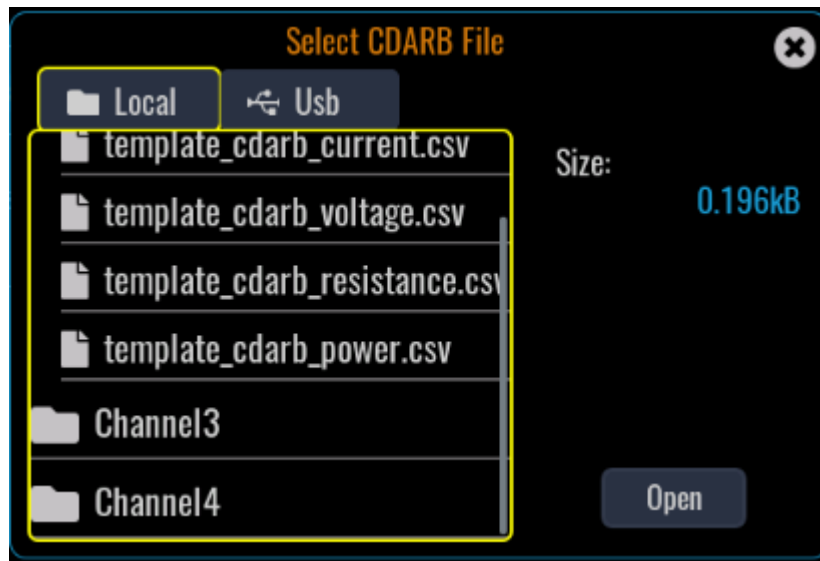 Select CDARB File
Local
Usb
template_cdarb_current.csv
template_cdarb_voltage.csv
template_cdarb_resistance.csv
template_cdarb_power.csv
Channel3
Channel4
Size:
0.196kB
Open